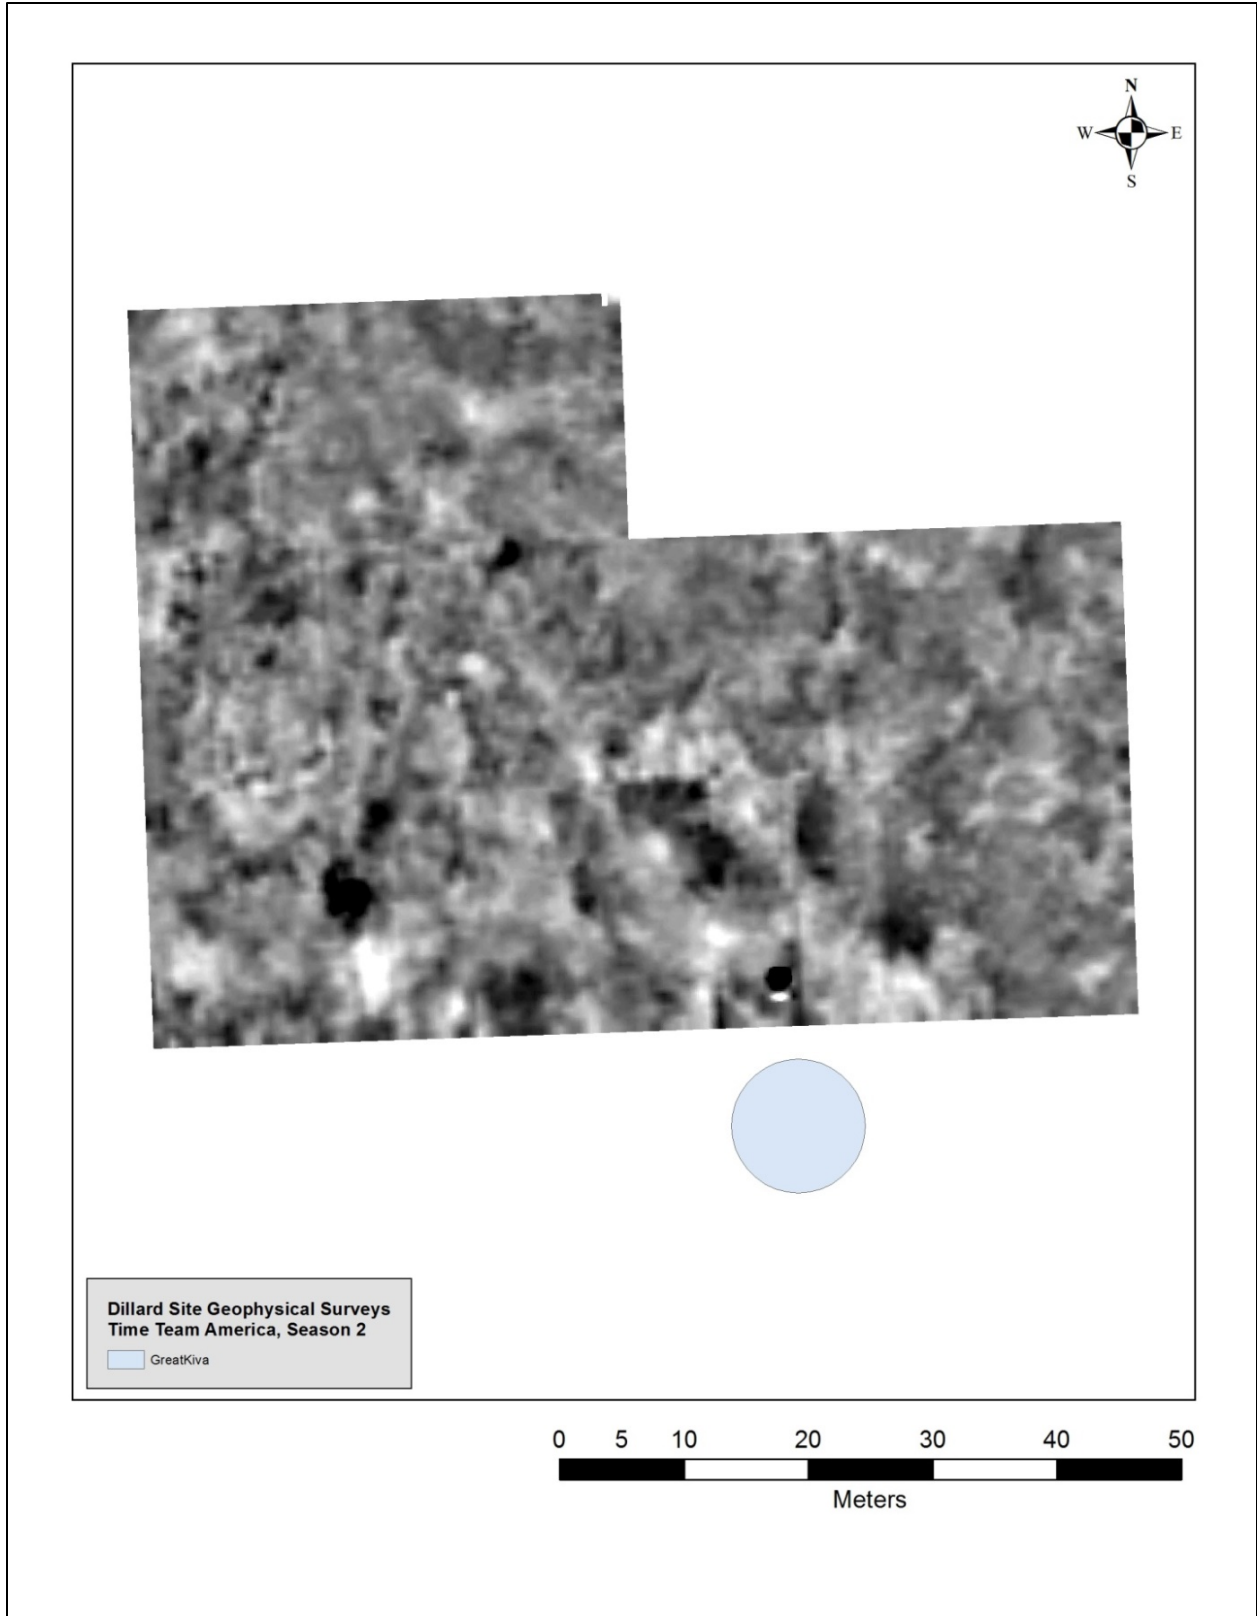 N
W E
S
Dillard Site Geophysical Surveys
Time Team America, Season 2
GreatKiva
0 5 10 20 30 40 50
Meters